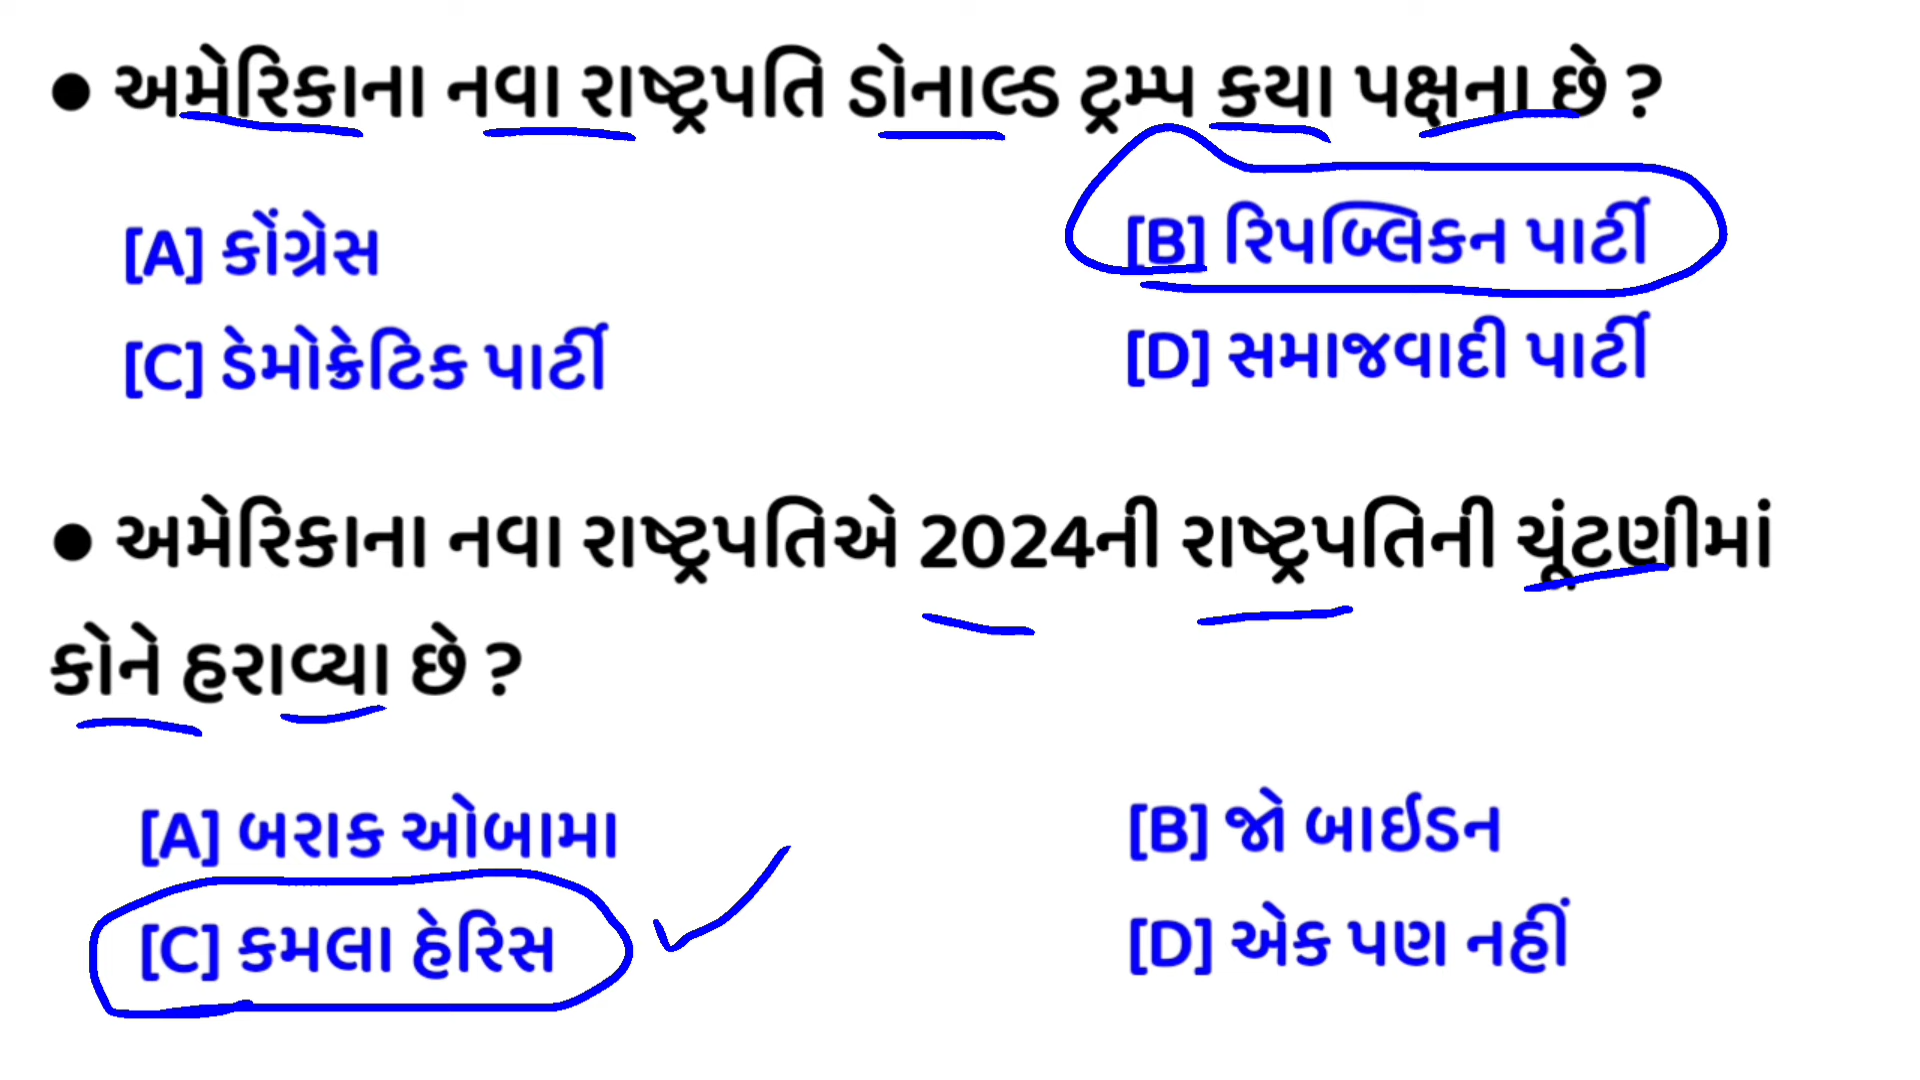 ● અમેરિકાના નવા રાષ્ટ્રપતિ ડોનાલ્ડ ટ્રમ્પ કયા પક્ષના છે ?
[A] કોંગ્રેસ [B] રિપબ્લિકન પાર્ટી
[C] ડેમોક્રેટિક પાર્ટી [D] સમાજવાદી પાર્ટી
● અમેરિકાના નવા રાષ્ટ્રપતિએ 2024ની રાષ્ટ્રપતિની ચૂંટણીમાં
કોને હરાવ્યા છે ?
[A] બરાક ઓબામા [B] જો બાઈડન
[C] કમલા હેરિસ [D] એક પણ નહીં